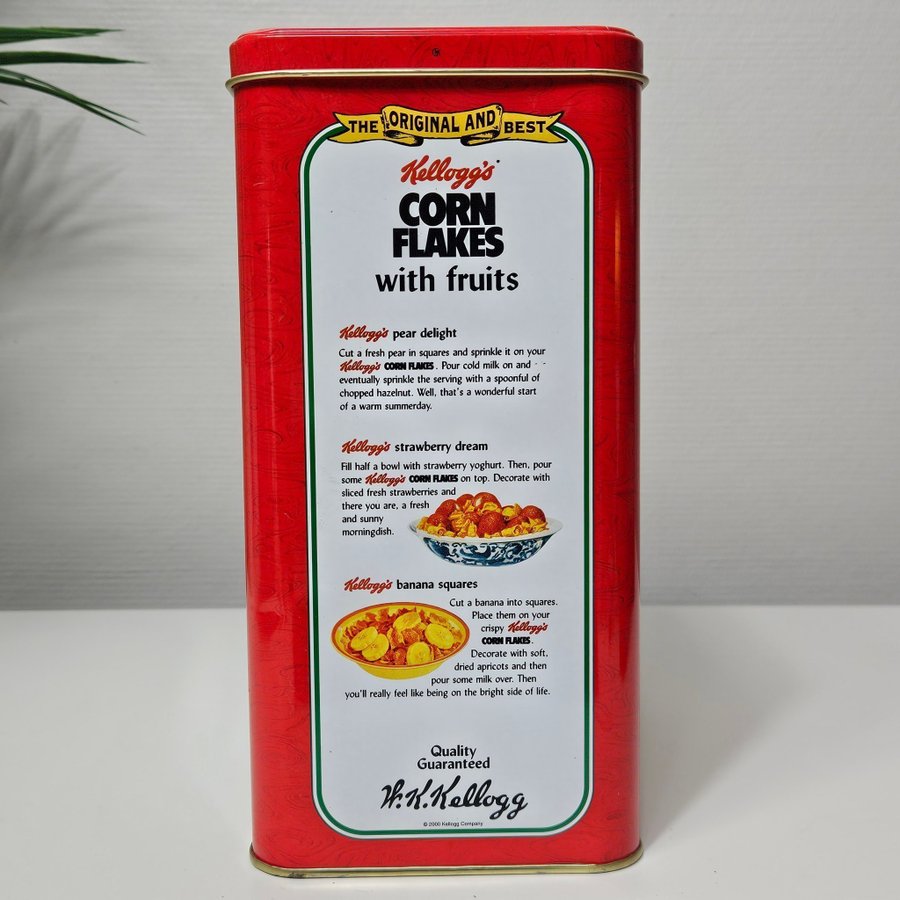 THE ORIGINAL AND BEST
Kellogg's
CORN
FLAKES
with fruits
Kellogg's pear delight
Cut a fresh pear in squares and sprinkle it on your
Kellogg's CORN FLAKES. Pour cold milk on and - -
eventually sprinkle the serving with a spoonful of
chopped hazelnut. Well, that's a wonderful start
of a warm summerday.
Kellogg's strawberry dream
Fill half a bowl with strawberry yoghurt. Then, pour
some Kellogg's CORN FLAKES on top. Decorate with
sliced fresh strawberries and
there you are, a fresh
and sunny
morningdish.
Kellogg's banana squares
Cut a banana into squares.
Place them on your
crispy Kellogg's
CORN FLAKES.
Decorate with soft,
dried apricots and then
pour some milk over. Then
you'll really feel like being on the bright side of life.
Quality
Guaranteed
W.K.Kellogg
© 2000 Kellogg Company